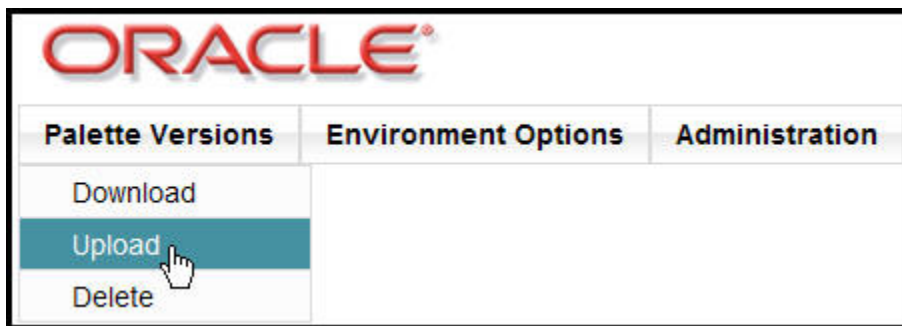 ORACLE®
Palette Versions Environment Options Administration
Download
Upload
Delete